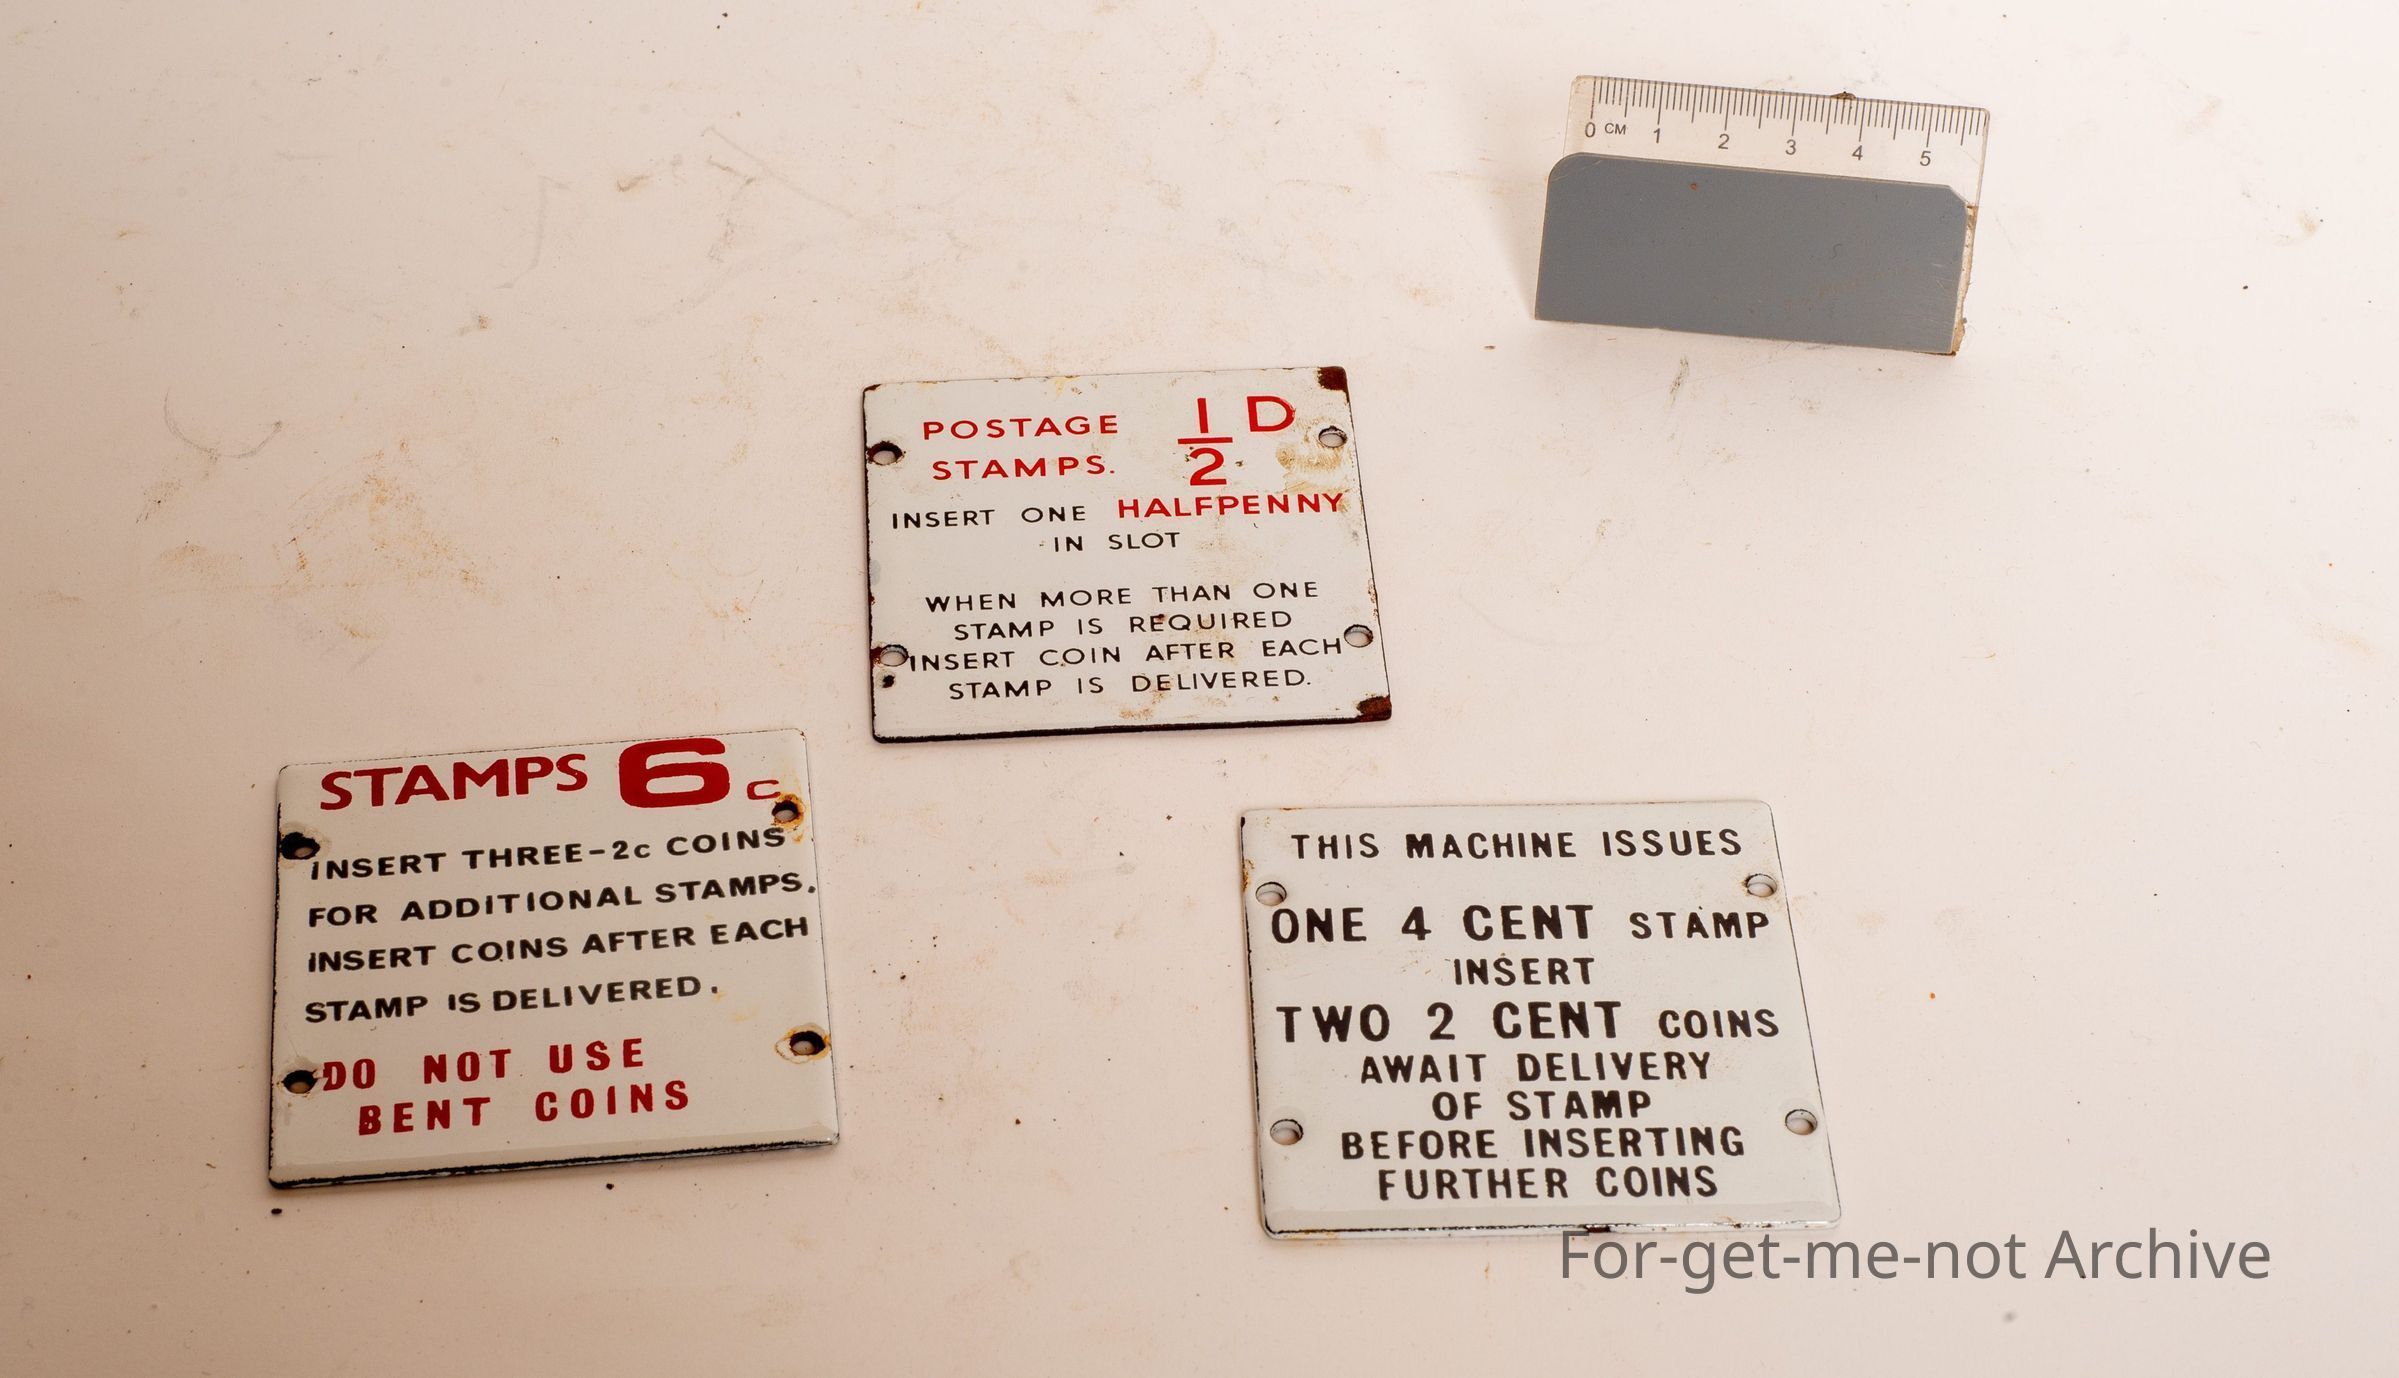 0 CM 1 2 3 4 5
POSTAGE 1/2 D
STAMPS.
INSERT ONE HALFPENNY
IN SLOT
WHEN MORE THAN ONE
STAMP IS REQUIRED
INSERT COIN AFTER EACH
STAMP IS DELIVERED.
STAMPS 6c
INSERT THREE-2c COINS
FOR ADDITIONAL STAMPS.
INSERT COINS AFTER EACH
STAMP IS DELIVERED.
DO NOT USE
BENT COINS
THIS MACHINE ISSUES
ONE 4 CENT STAMP
INSERT
TWO 2 CENT COINS
AWAIT DELIVERY
OF STAMP
BEFORE INSERTING
FURTHER COINS
For-get-me-not Archive